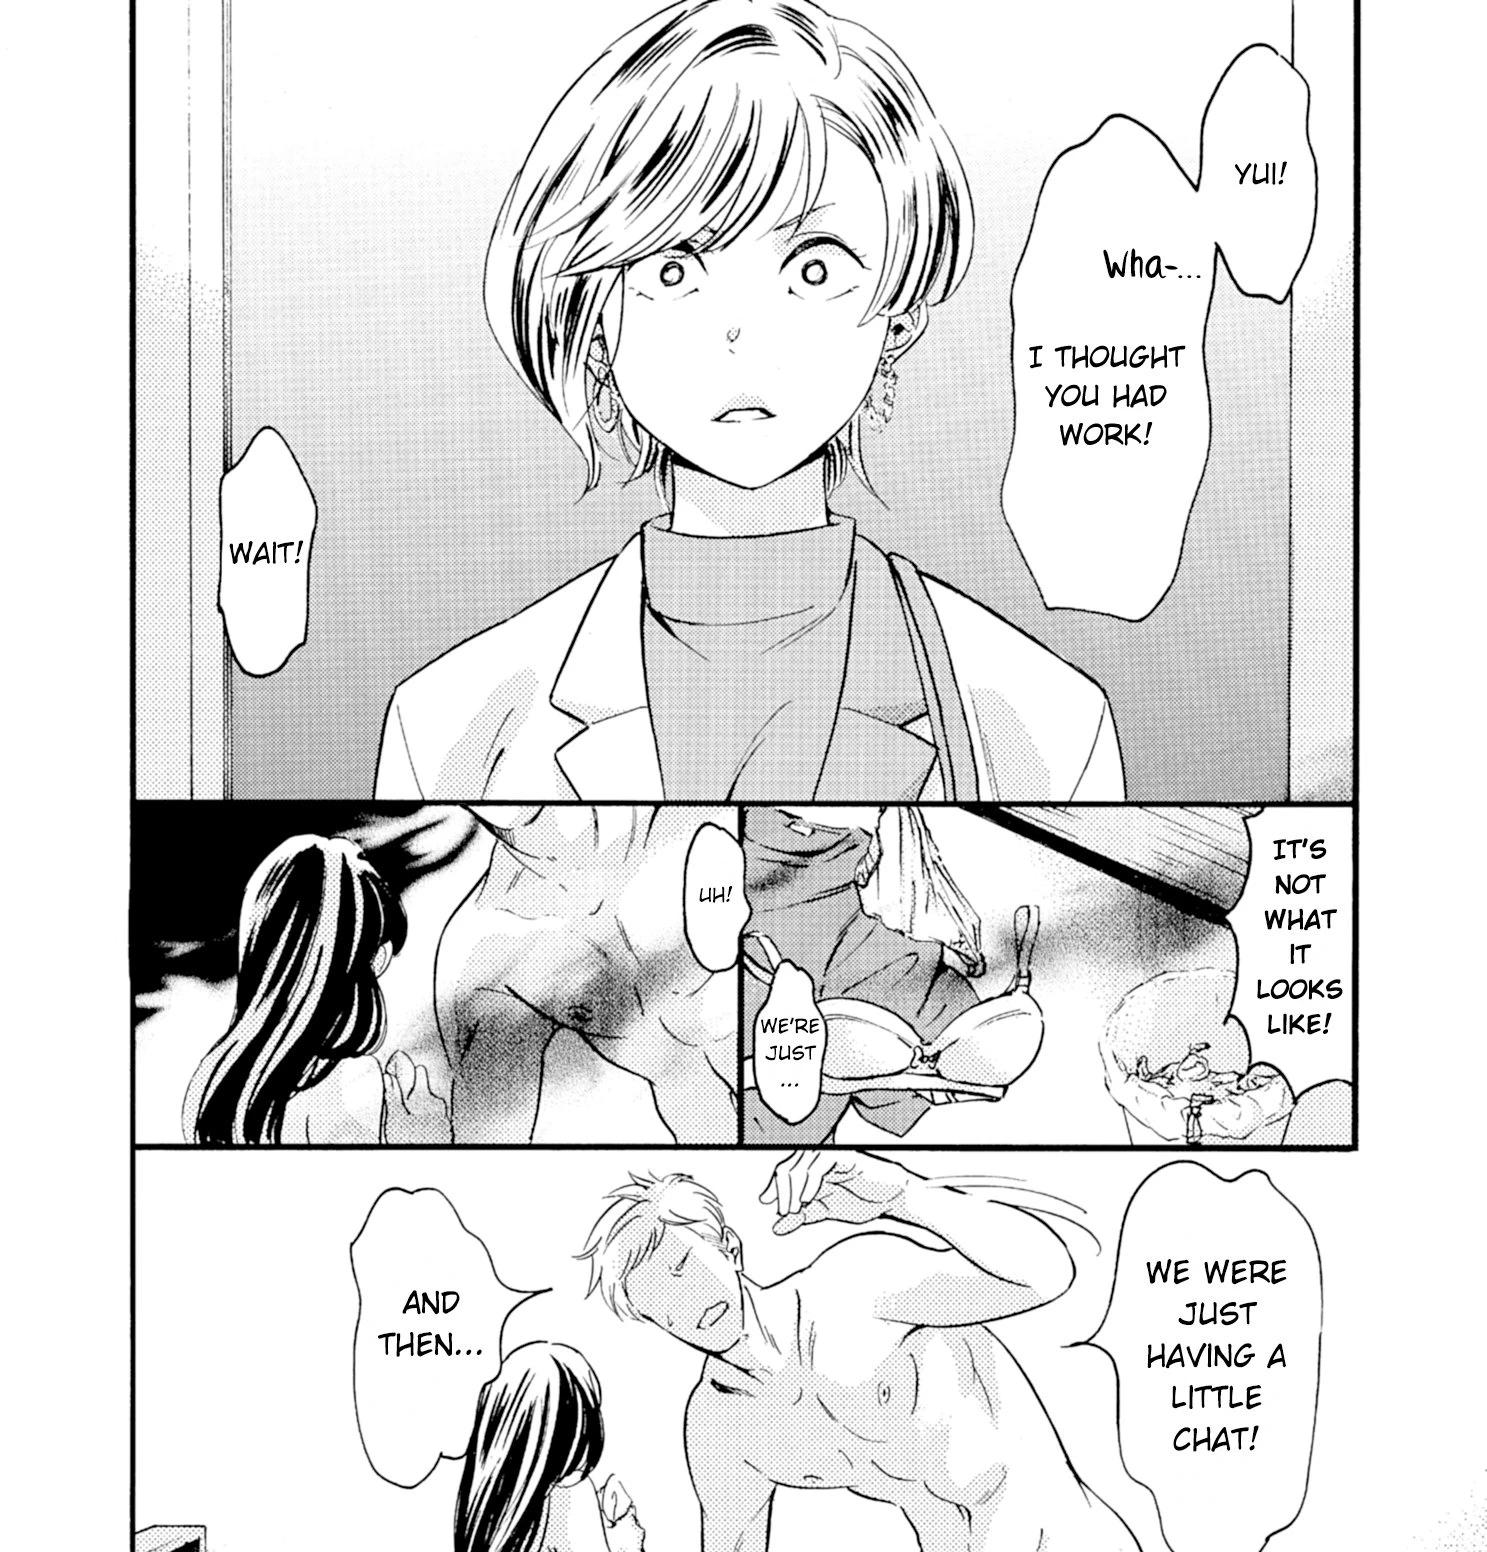 YUI!
Wha-...
I THOUGHT
YOU HAD
WORK!
WAIT!
IT'S
NOT
WHAT
IT
LOOKS
LIKE!
WE'RE
JUST
...
UH!
WE WERE
JUST
HAVING A
LITTLE
CHAT!
AND
THEN...